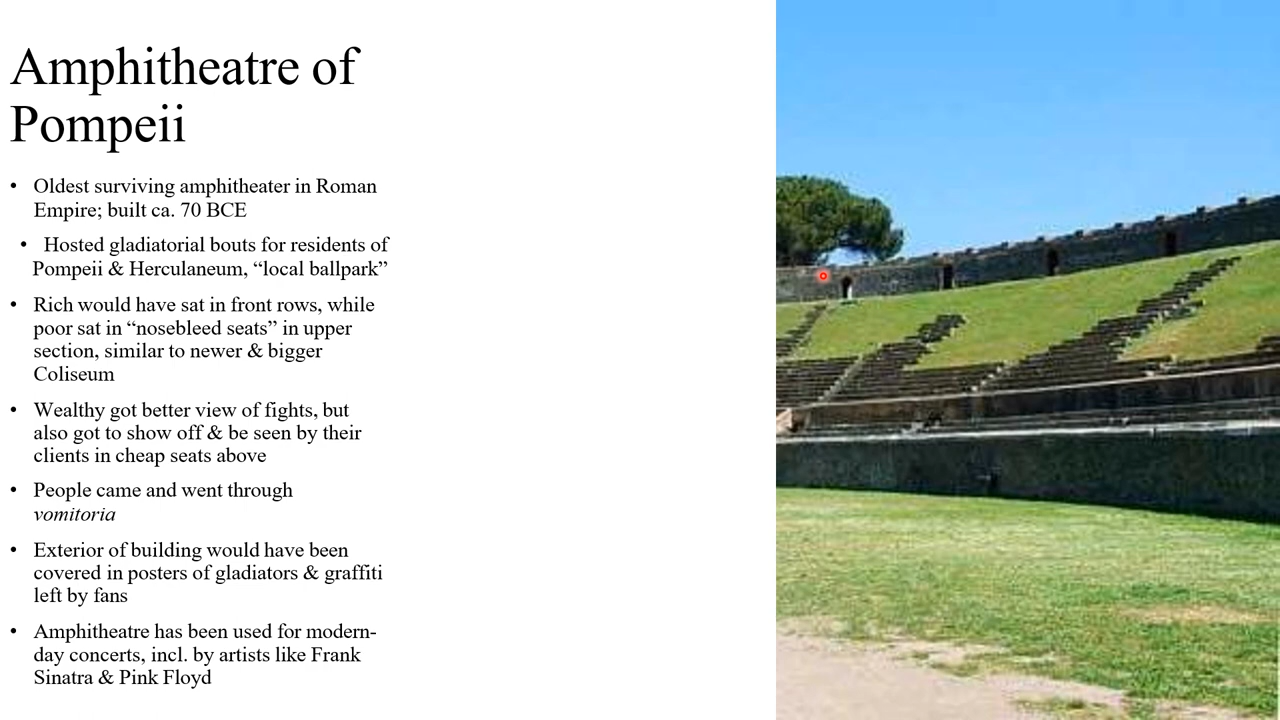 Amphitheatre of
Pompeii
• Oldest surviving amphitheater in Roman
Empire; built ca. 70 BCE
• Hosted gladiatorial bouts for residents of
Pompeii & Herculaneum, “local ballpark”
• Rich would have sat in front rows, while
poor sat in “nosebleed seats” in upper
section, similar to newer & bigger
Coliseum
• Wealthy got better view of fights, but
also got to show off & be seen by their
clients in cheap seats above
• People came and went through
vomitoria
• Exterior of building would have been
covered in posters of gladiators & graffiti
left by fans
• Amphitheatre has been used for modern-
day concerts, incl. by artists like Frank
Sinatra & Pink Floyd